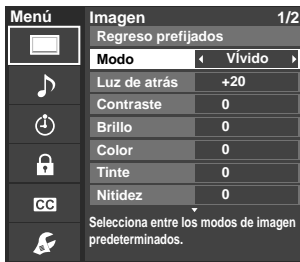 Menú
Imagen 1/2
Regreso prefijados
Modo VÍvido
Luz de atrás +20
Contraste 0
Brillo 0
Color 0
Tinte 0
Nitidez 0
CC
Selecciona entre los modos de imagen
predeterminados.